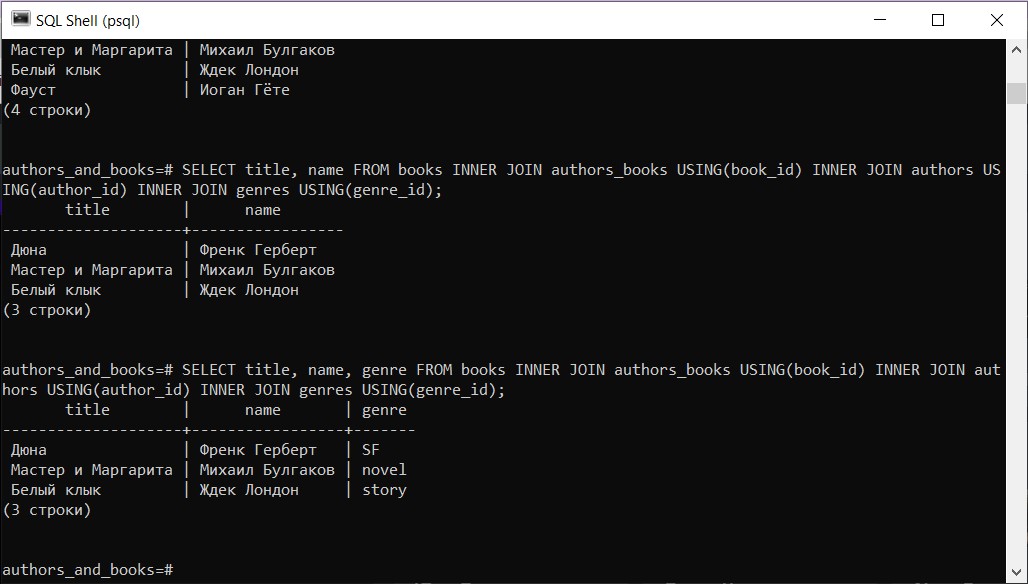 SQL Shell (psql)
Мастер и Маргарита | Михаил Булгаков
Белый клык | Ждек Лондон
Фауст | Иоган Гёте
(4 строки)
authors_and_books=# SELECT title, name FROM books INNER JOIN authors_books USING(book_id) INNER JOIN authors US
ING(author_id) INNER JOIN genres USING(genre_id);
title | name
--------------------+-----------------
Дюна | Френк Герберт
Мастер и Маргарита | Михаил Булгаков
Белый клык | Ждек Лондон
(3 строки)
authors_and_books=# SELECT title, name, genre FROM books INNER JOIN authors_books USING(book_id) INNER JOIN aut
hors USING(author_id) INNER JOIN genres USING(genre_id);
title | name | genre
--------------------+-----------------+-------
Дюна | Френк Герберт | SF
Мастер и Маргарита | Михаил Булгаков | novel
Белый клык | Ждек Лондон | story
(3 строки)
authors_and_books=#